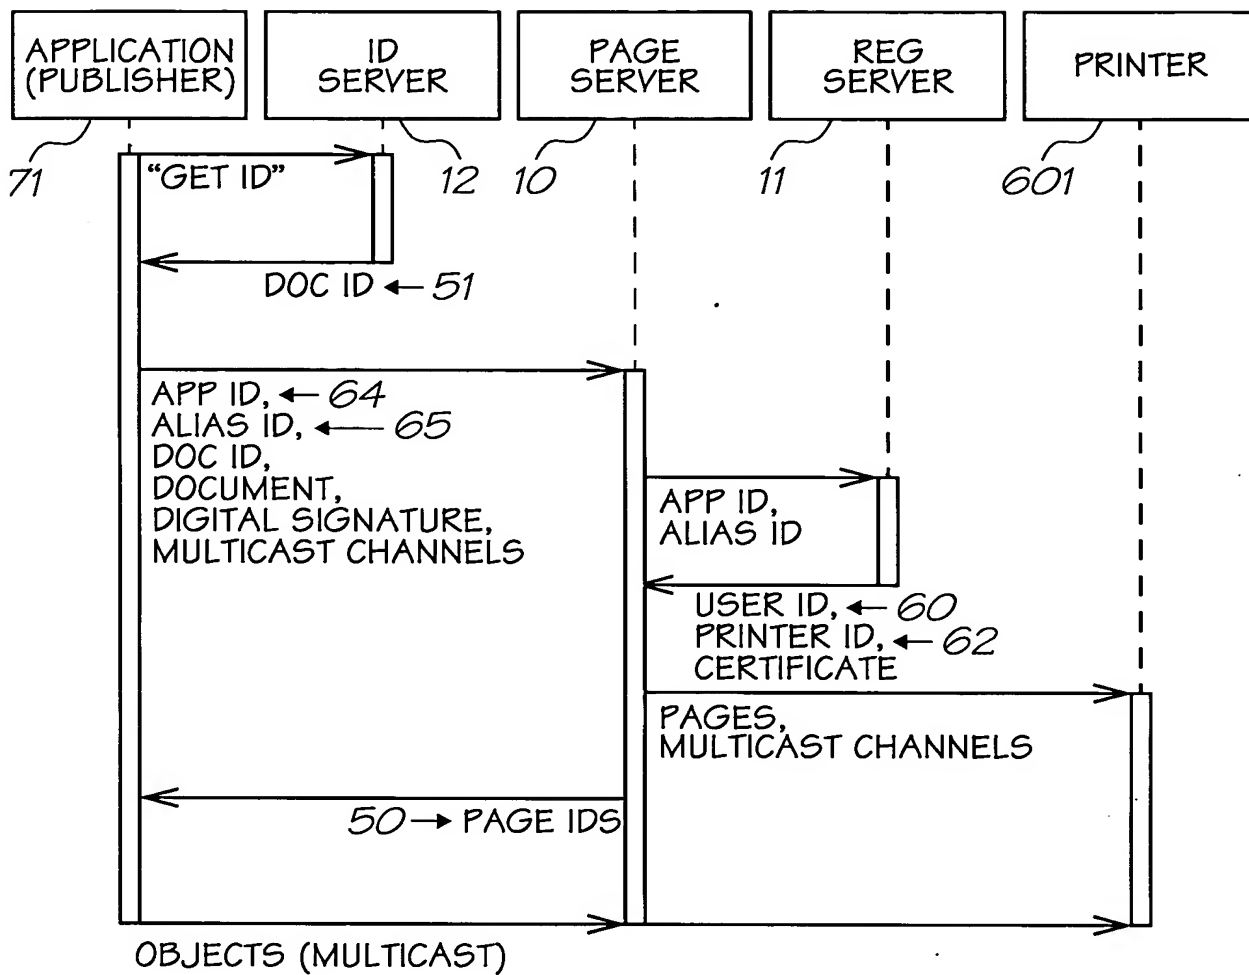 APPLICATION
(PUBLISHER)
ID
SERVER
PAGE
SERVER
REG
SERVER
PRINTER
71
12
10
11
601
“GET ID”
DOC ID ← 51
APP ID, ← 64
ALIAS ID, ← 65
DOC ID,
DOCUMENT,
DIGITAL SIGNATURE,
MULTICAST CHANNELS
APP ID,
ALIAS ID
USER ID, ← 60
PRINTER ID, ← 62
CERTIFICATE
PAGES,
MULTICAST CHANNELS
50 → PAGE IDS
OBJECTS (MULTICAST)